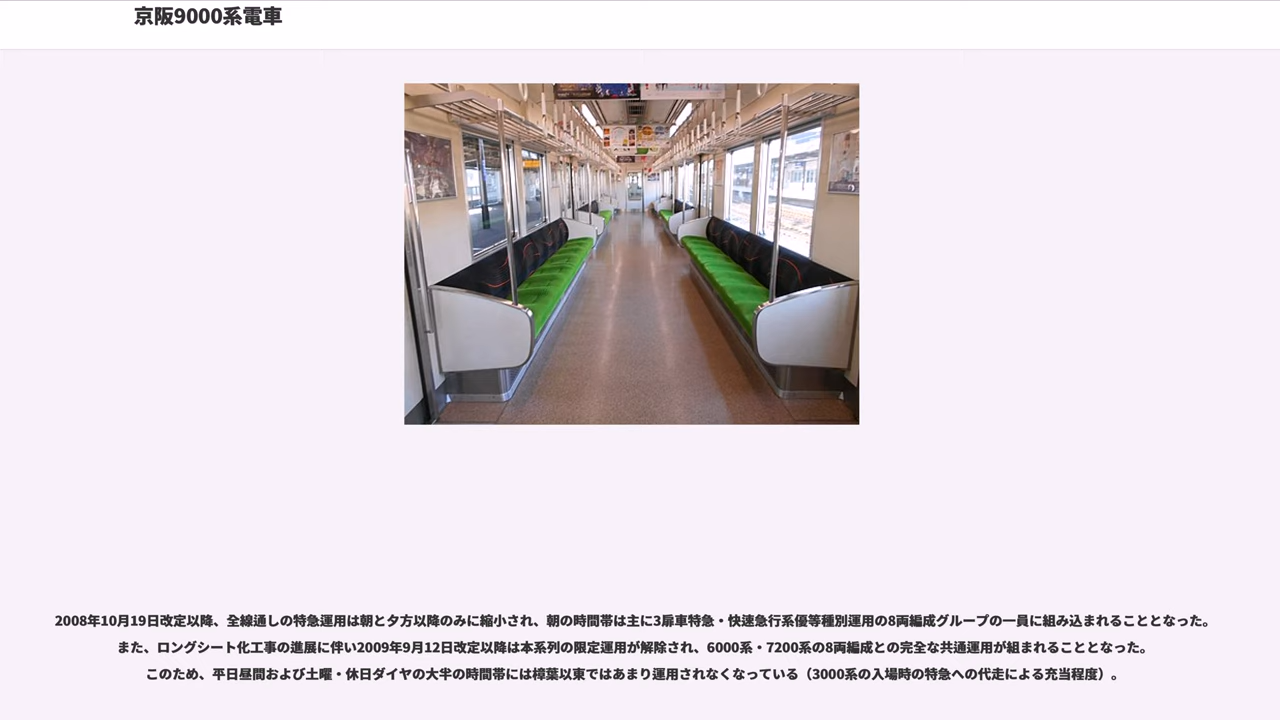 京阪9000系電車
2008年10月19日改定以降、全線通しの特急運用は朝と夕方以降のみに縮小され、朝の時間帯は主に3扉車特急・快速急行系優等種別運用の8両編成グループの一員に組み込まれることとなった。
また、ロングシート化工事の進展に伴い2009年9月12日改定以降は本系列の限定運用が解除され、6000系・7200系の8両編成との完全な共通運用が組まれることとなった。
このため、平日昼間および土曜・休日ダイヤの大半の時間帯には樟葉以東ではあまり運用されなくなっている（3000系の入場時の特急への代走による充当程度）。